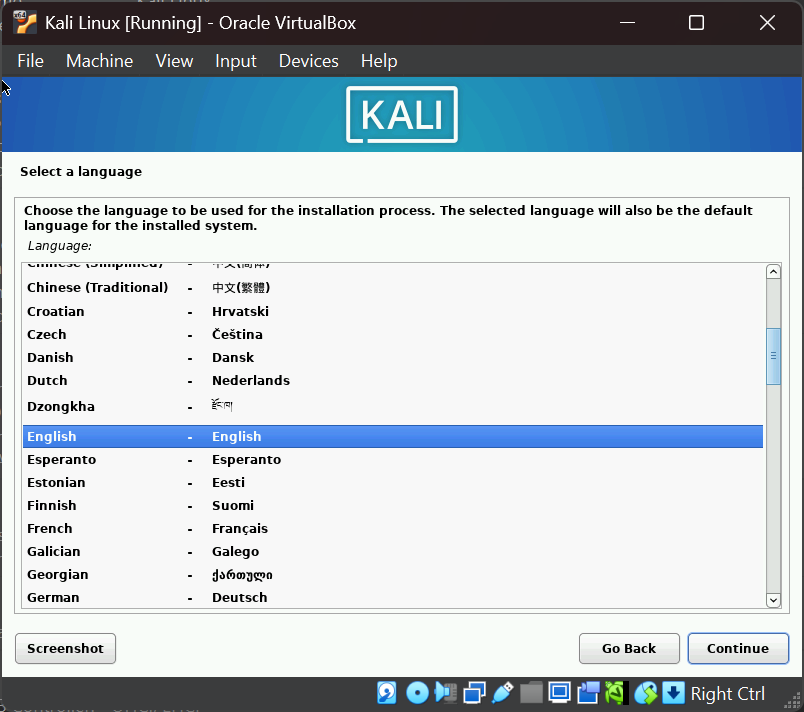 Kali Linux [Running] - Oracle VirtualBox
File Machine View Input Devices Help
KALI
Select a language
Choose the language to be used for the installation process. The selected language will also be the default
language for the installed system.
Language:
Chinese (Simplified) - 中文(简体)
Chinese (Traditional) - 中文(繁體)
Croatian - Hrvatski
Czech - Čeština
Danish - Dansk
Dutch - Nederlands
Dzongkha - རྫོང་ཁ།
English - English
Esperanto - Esperanto
Estonian - Eesti
Finnish - Suomi
French - Français
Galician - Galego
Georgian - ქართული
German - Deutsch
Screenshot Go Back Continue
Right Ctrl